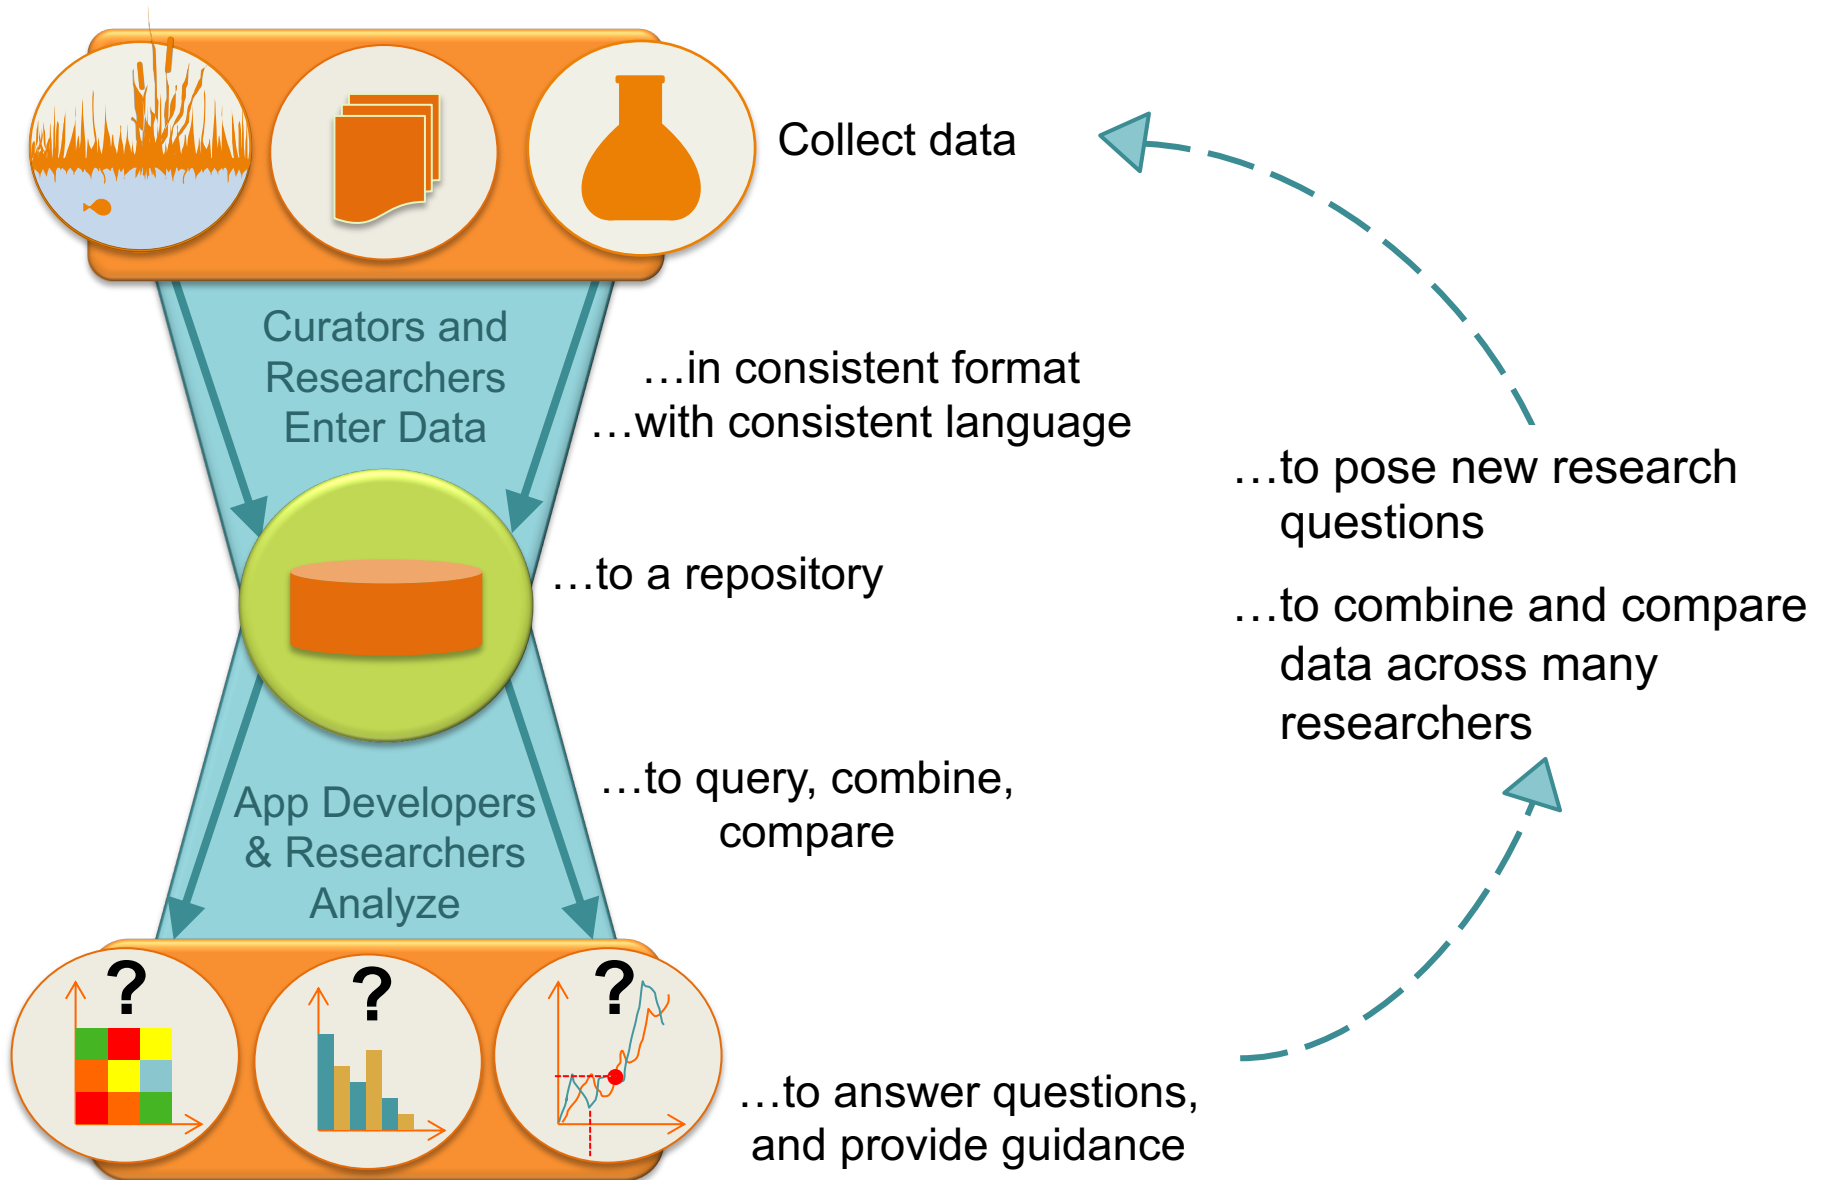 Collect data
Curators and
Researchers
Enter Data
…in consistent format
…with consistent language
…to a repository
App Developers
& Researchers
Analyze
…to query, combine,
compare
?
?
?
…to answer questions,
and provide guidance
…to pose new research
questions
…to combine and compare
data across many
researchers